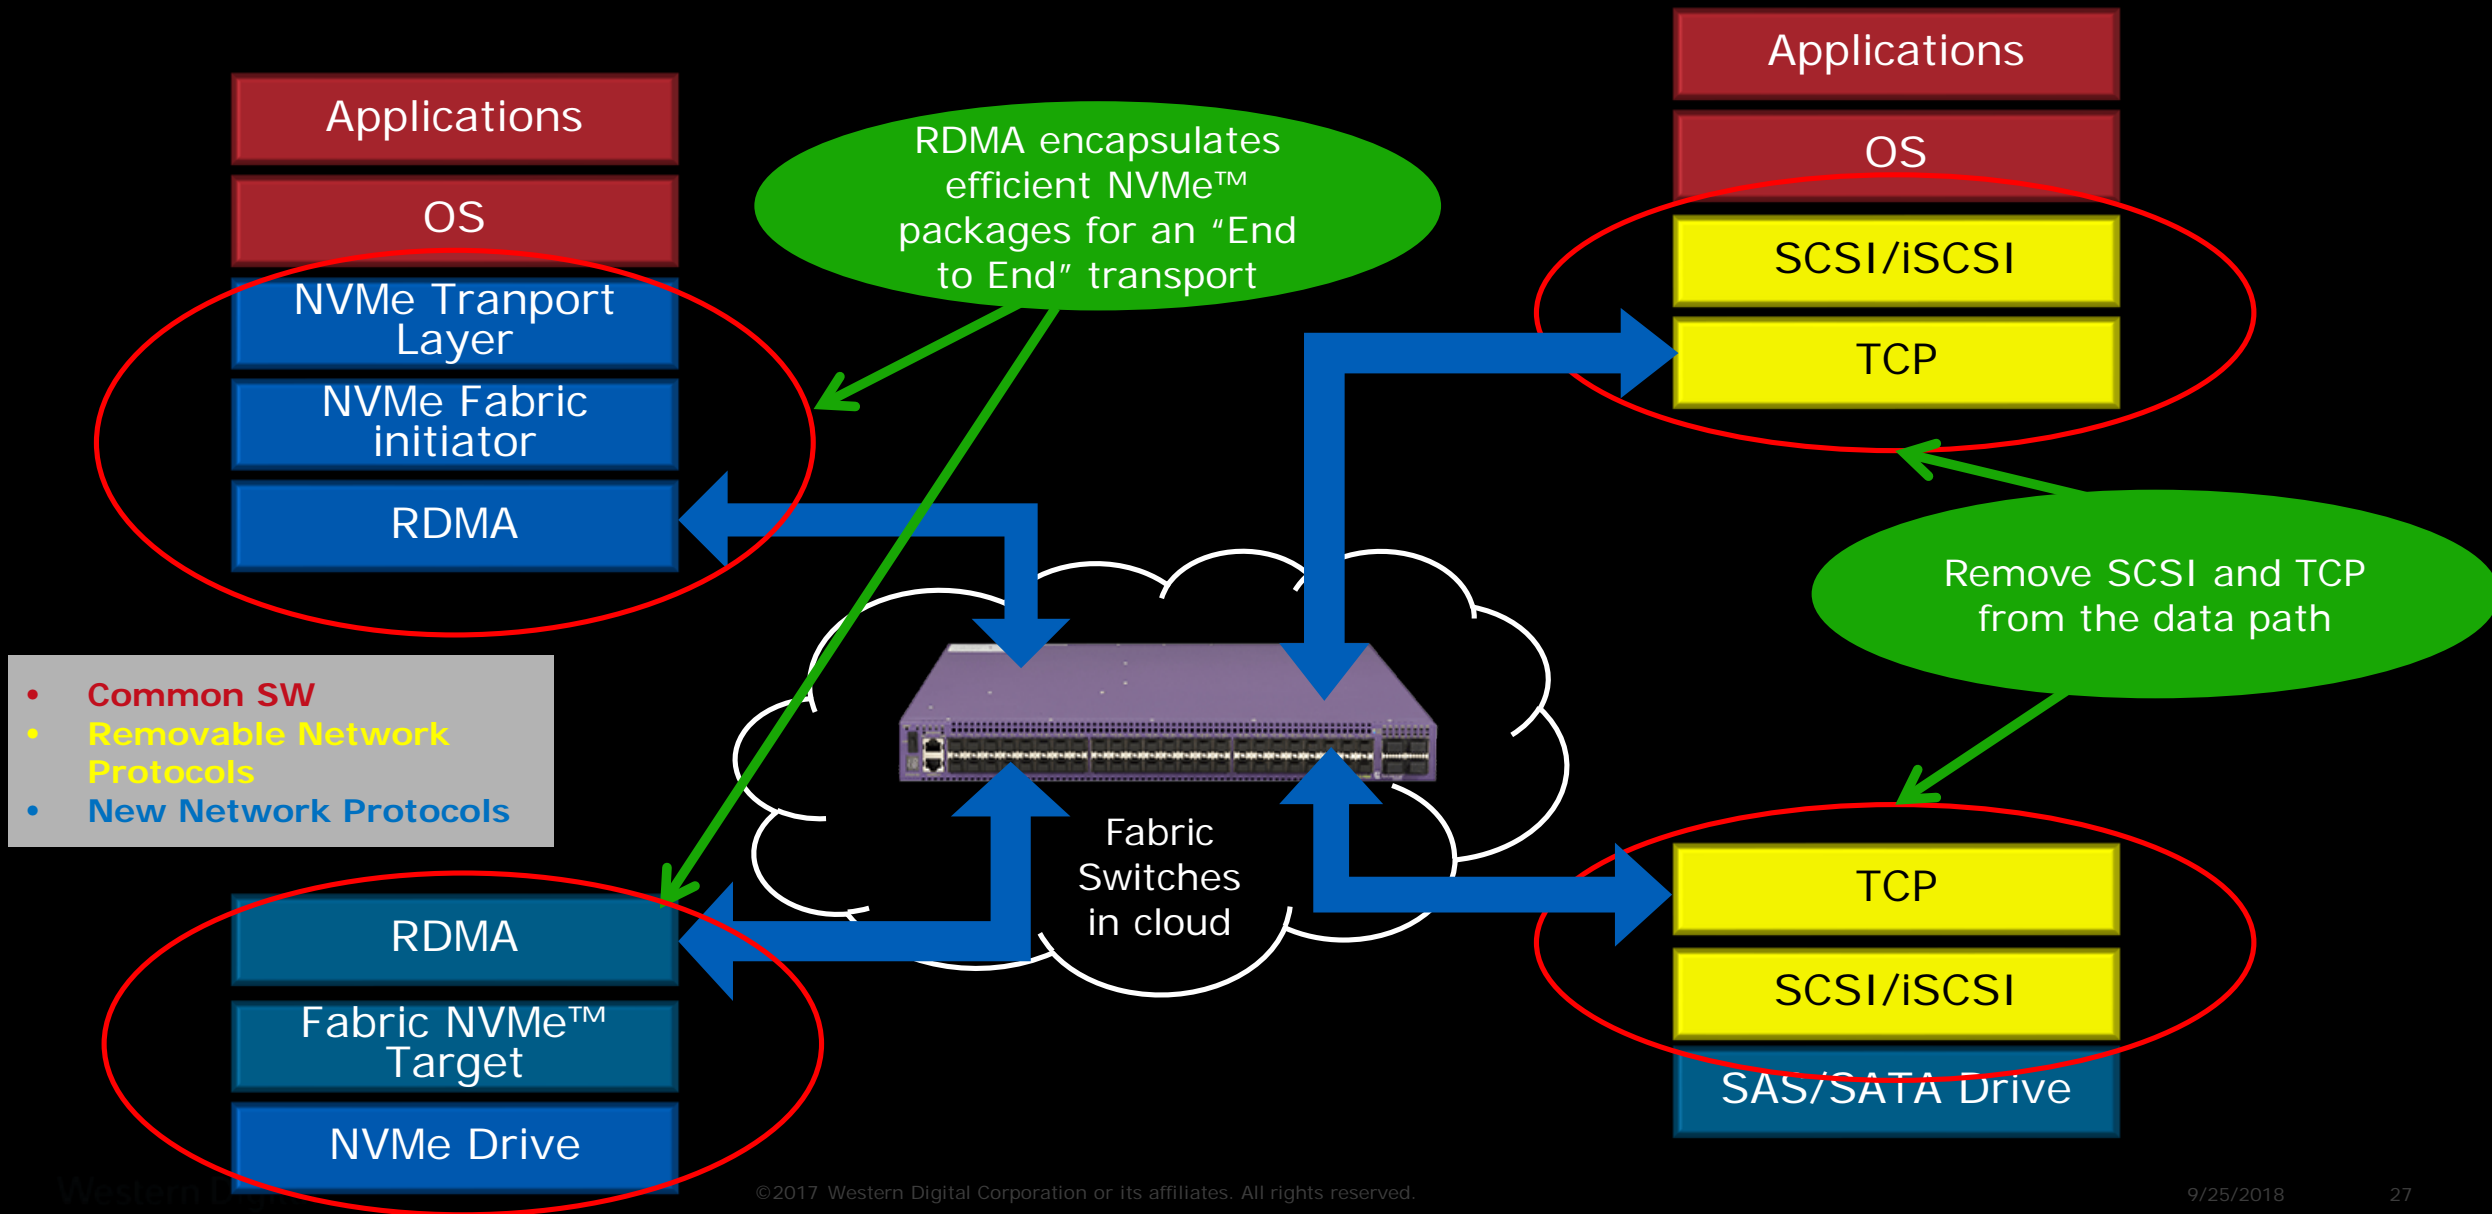 Applications
OS
NVMe Tranport
Layer
NVMe Fabric
initiator
RDMA
RDMA encapsulates
efficient NVMe™
packages for an “End
to End” transport
Applications
OS
SCSI/iSCSI
TCP
Remove SCSI and TCP
from the data path
• Common SW
• Removable Network
Protocols
• New Network Protocols
Fabric
Switches
in cloud
RDMA
Fabric NVMe™
Target
NVMe Drive
TCP
SCSI/iSCSI
SAS/SATA Drive
Western
©2017 Western Digital Corporation or its affiliates. All rights reserved.
9/25/2018
27